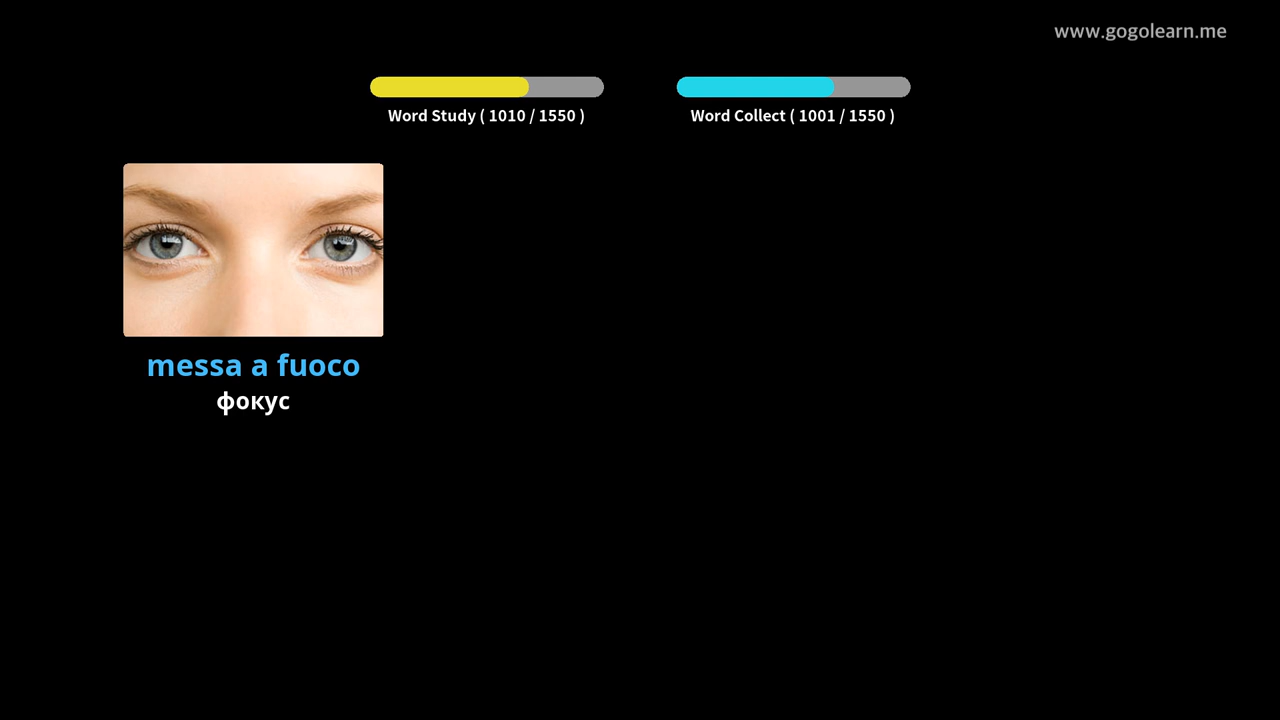 www.gogolearn.me
Word Study ( 1010 / 1550 )
Word Collect ( 1001 / 1550 )
messa a fuoco
фокус